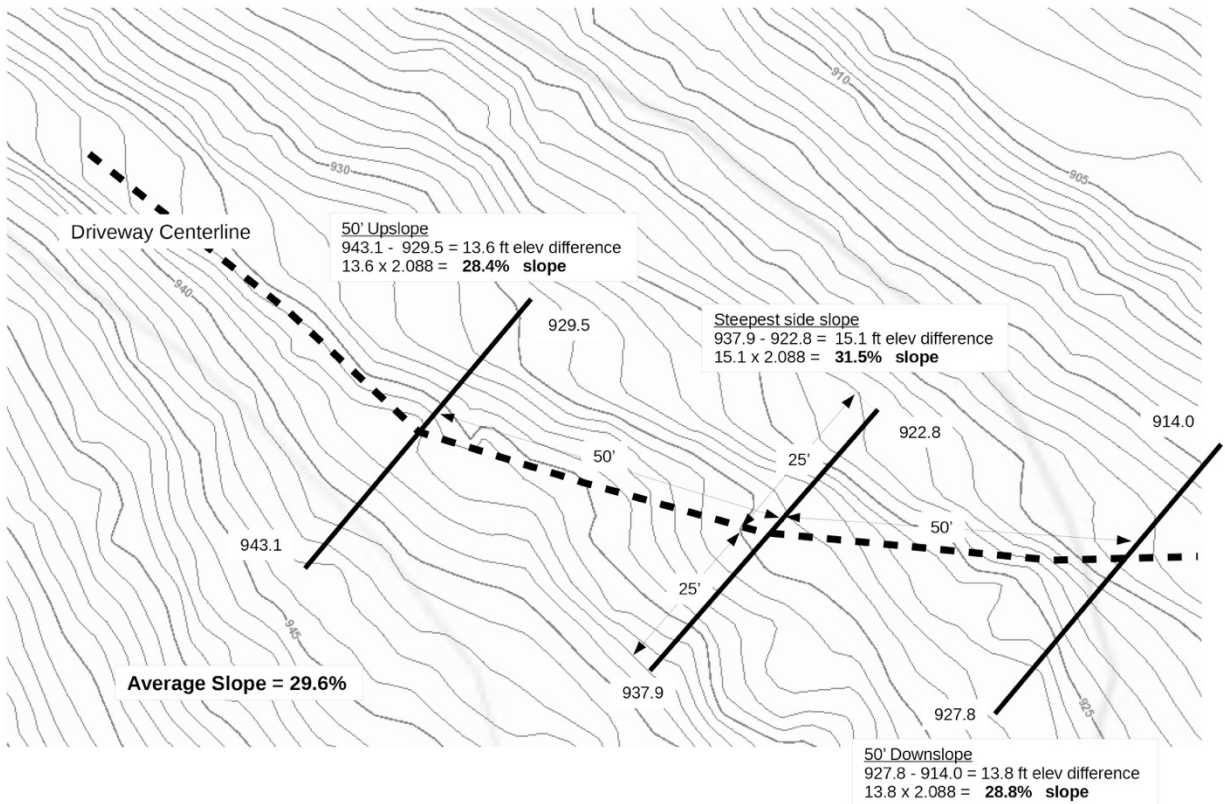 910
905
930
Driveway Centerline
50’ Upslope
943.1 - 929.5 = 13.6 ft elev difference
13.6 x 2.088 = 28.4% slope
940
929.5
Steepest side slope
937.9 - 922.8 = 15.1 ft elev difference
15.1 x 2.088 = 31.5% slope
914.0
922.8
50’
25’
50’
943.1
25’
945
Average Slope = 29.6%
937.9
927.8
925
50’ Downslope
927.8 - 914.0 = 13.8 ft elev difference
13.8 x 2.088 = 28.8% slope